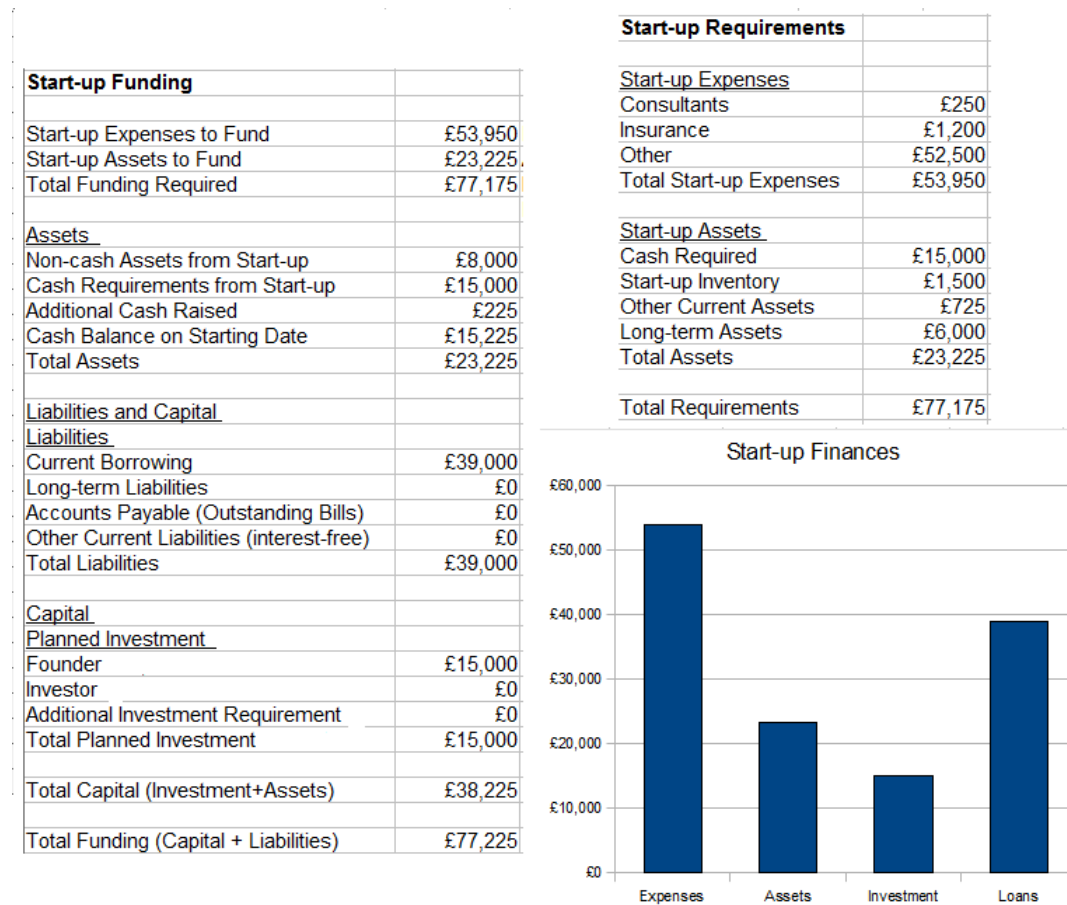 Start-up Funding
Start-up Expenses to Fund £53,950
Start-up Assets to Fund £23,225
Total Funding Required £77,175
Assets
Non-cash Assets from Start-up £8,000
Cash Requirements from Start-up £15,000
Additional Cash Raised £225
Cash Balance on Starting Date £15,225
Total Assets £23,225
Liabilities and Capital
Liabilities
Current Borrowing £39,000
Long-term Liabilities £0
Accounts Payable (Outstanding Bills) £0
Other Current Liabilities (interest-free) £0
Total Liabilities £39,000
Capital
Planned Investment
Founder £15,000
Investor £0
Additional Investment Requirement £0
Total Planned Investment £15,000
Total Capital (Investment+Assets) £38,225
Total Funding (Capital + Liabilities) £77,225
Start-up Requirements
Start-up Expenses
Consultants £250
Insurance £1,200
Other £52,500
Total Start-up Expenses £53,950
Start-up Assets
Cash Required £15,000
Start-up Inventory £1,500
Other Current Assets £725
Long-term Assets £6,000
Total Assets £23,225
Total Requirements £77,175
Start-up Finances
£60,000
£50,000
£40,000
£30,000
£20,000
£10,000
£0
Expenses Assets Investment Loans